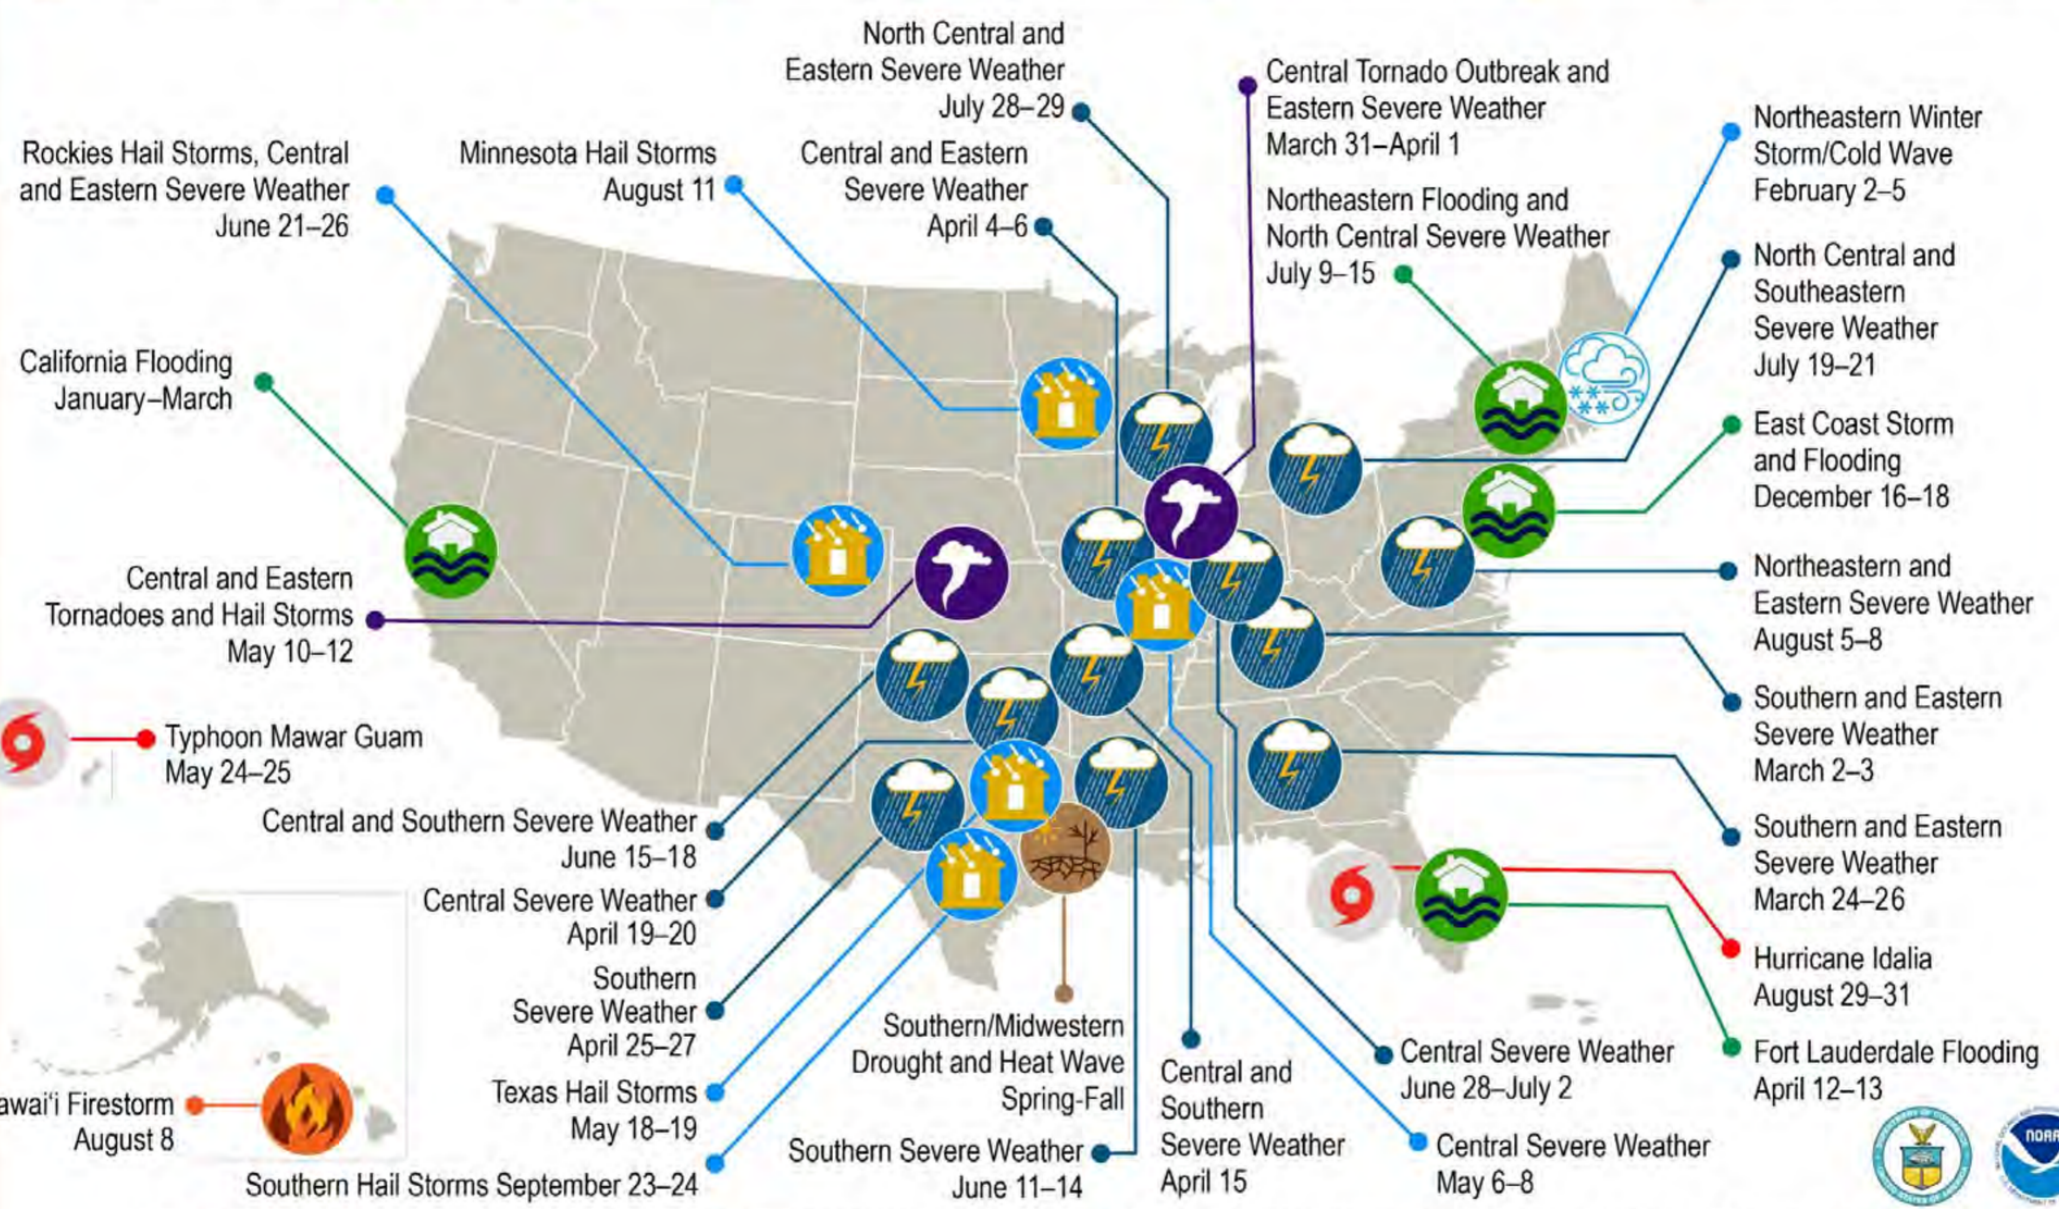 North Central and
Eastern Severe Weather
July 28–29
Central Tornado Outbreak and
Eastern Severe Weather
March 31–April 1
Northeastern Winter
Storm/Cold Wave
February 2–5
Rockies Hail Storms, Central
and Eastern Severe Weather
June 21–26
Minnesota Hail Storms
August 11
Central and Eastern
Severe Weather
April 4–6
Northeastern Flooding and
North Central Severe Weather
July 9–15
North Central and
Southeastern
Severe Weather
July 19–21
California Flooding
January–March
East Coast Storm
and Flooding
December 16–18
Central and Eastern
Tornadoes and Hail Storms
May 10–12
Northeastern and
Eastern Severe Weather
August 5–8
Typhoon Mawar Guam
May 24–25
Southern and Eastern
Severe Weather
March 2–3
Central and Southern Severe Weather
June 15–18
Southern and Eastern
Severe Weather
March 24–26
Central Severe Weather
April 19–20
Southern
Severe Weather
April 25–27
Hurricane Idalia
August 29–31
Texas Hail Storms
May 18–19
Southern/Midwestern
Drought and Heat Wave
Spring-Fall
Central and
Southern
Severe Weather
April 15
Central Severe Weather
June 28–July 2
Fort Lauderdale Flooding
April 12–13
awai‘i Firestorm
August 8
Southern Hail Storms September 23–24
Southern Severe Weather
June 11–14
Central Severe Weather
May 6–8
NOAA